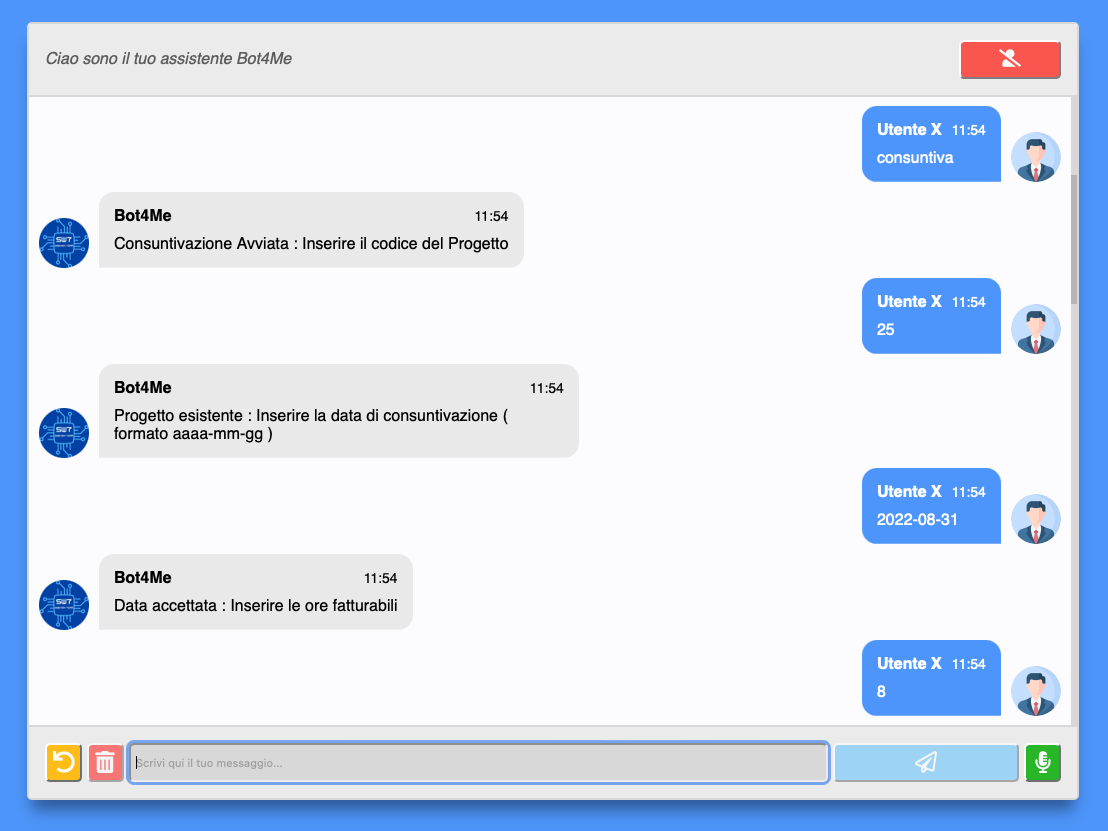 Ciao sono il tuo assistente Bot4Me
Utente X 11:54
consuntiva
Bot4Me 11:54
Consuntivazione Avviata : Inserire il codice del Progetto
Utente X 11:54
25
Bot4Me 11:54
Progetto esistente : Inserire la data di consuntivazione (
formato aaaa-mm-gg )
Utente X 11:54
2022-08-31
Bot4Me 11:54
Data accettata : Inserire le ore fatturabili
Utente X 11:54
8
Scrivi qui il tuo messaggio...